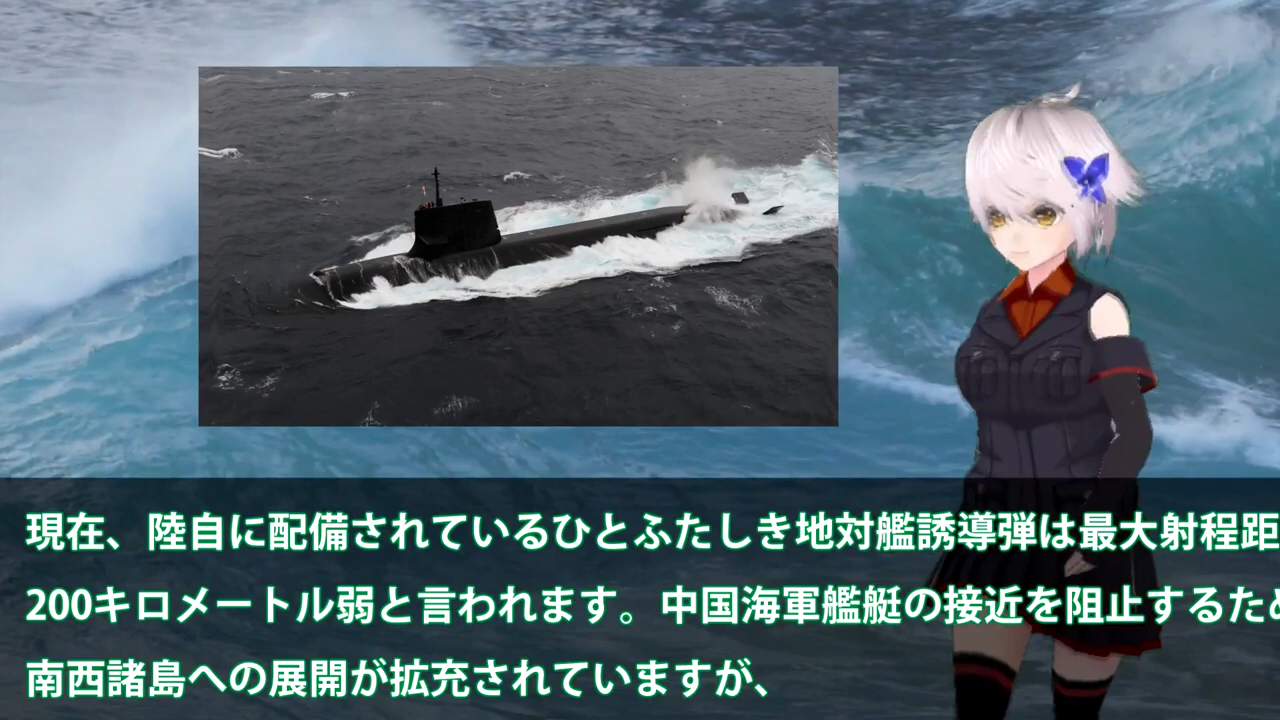 現在、陸自に配備されているひとふたしき地対艦誘導弾は最大射程距
200キロメートル弱と言われます。中国海軍艦艇の接近を阻止するため
南西諸島への展開が拡充されていますが、